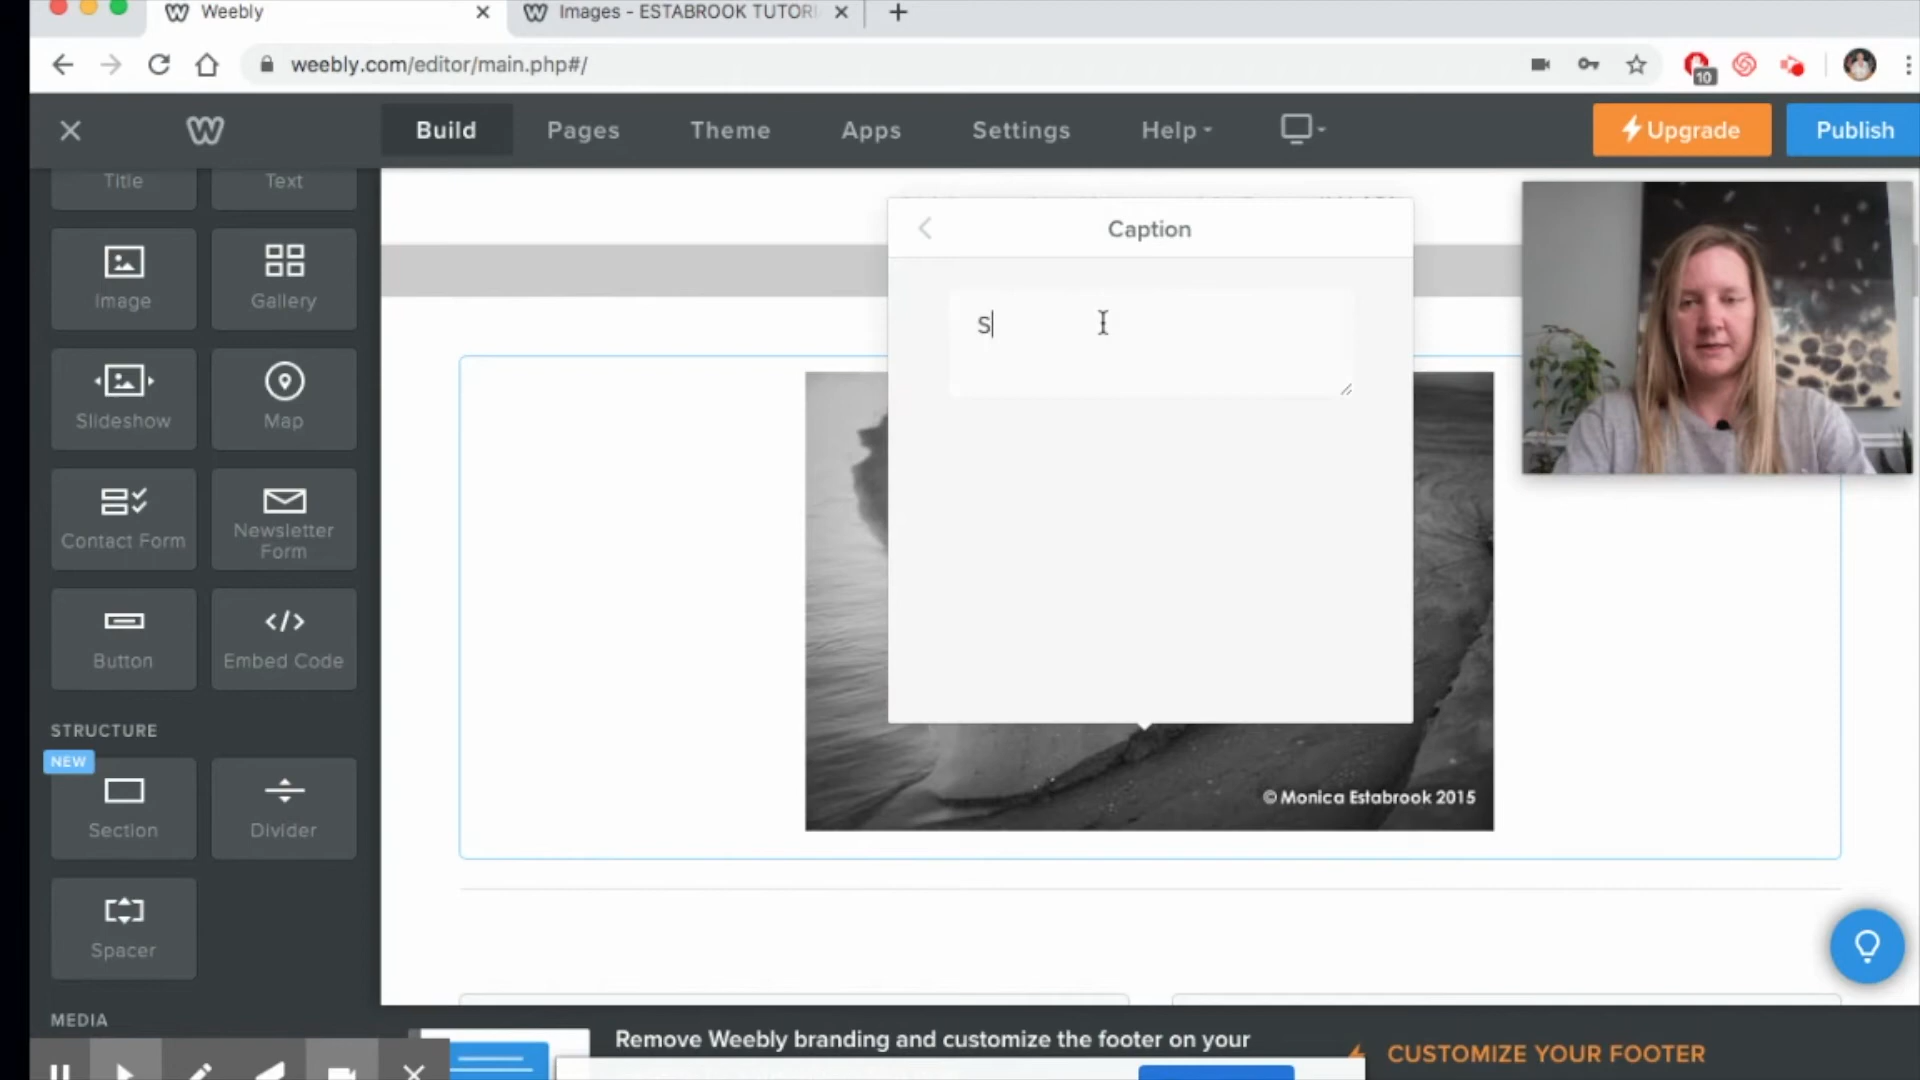 Weebly
Images - ESTABROOK TUTORI
weebly.com/editor/main.php#/
10
Build
Pages
Theme
Apps
Settings
Help
Upgrade
Publish
Title
Text
Image
Gallery
Slideshow
Map
Contact Form
Newsletter
Form
Button
Embed Code
STRUCTURE
NEW
Section
Divider
Spacer
MEDIA
Caption
S
© Monica Estabrook 2015
Remove Weebly branding and customize the footer on your
CUSTOMIZE YOUR FOOTER